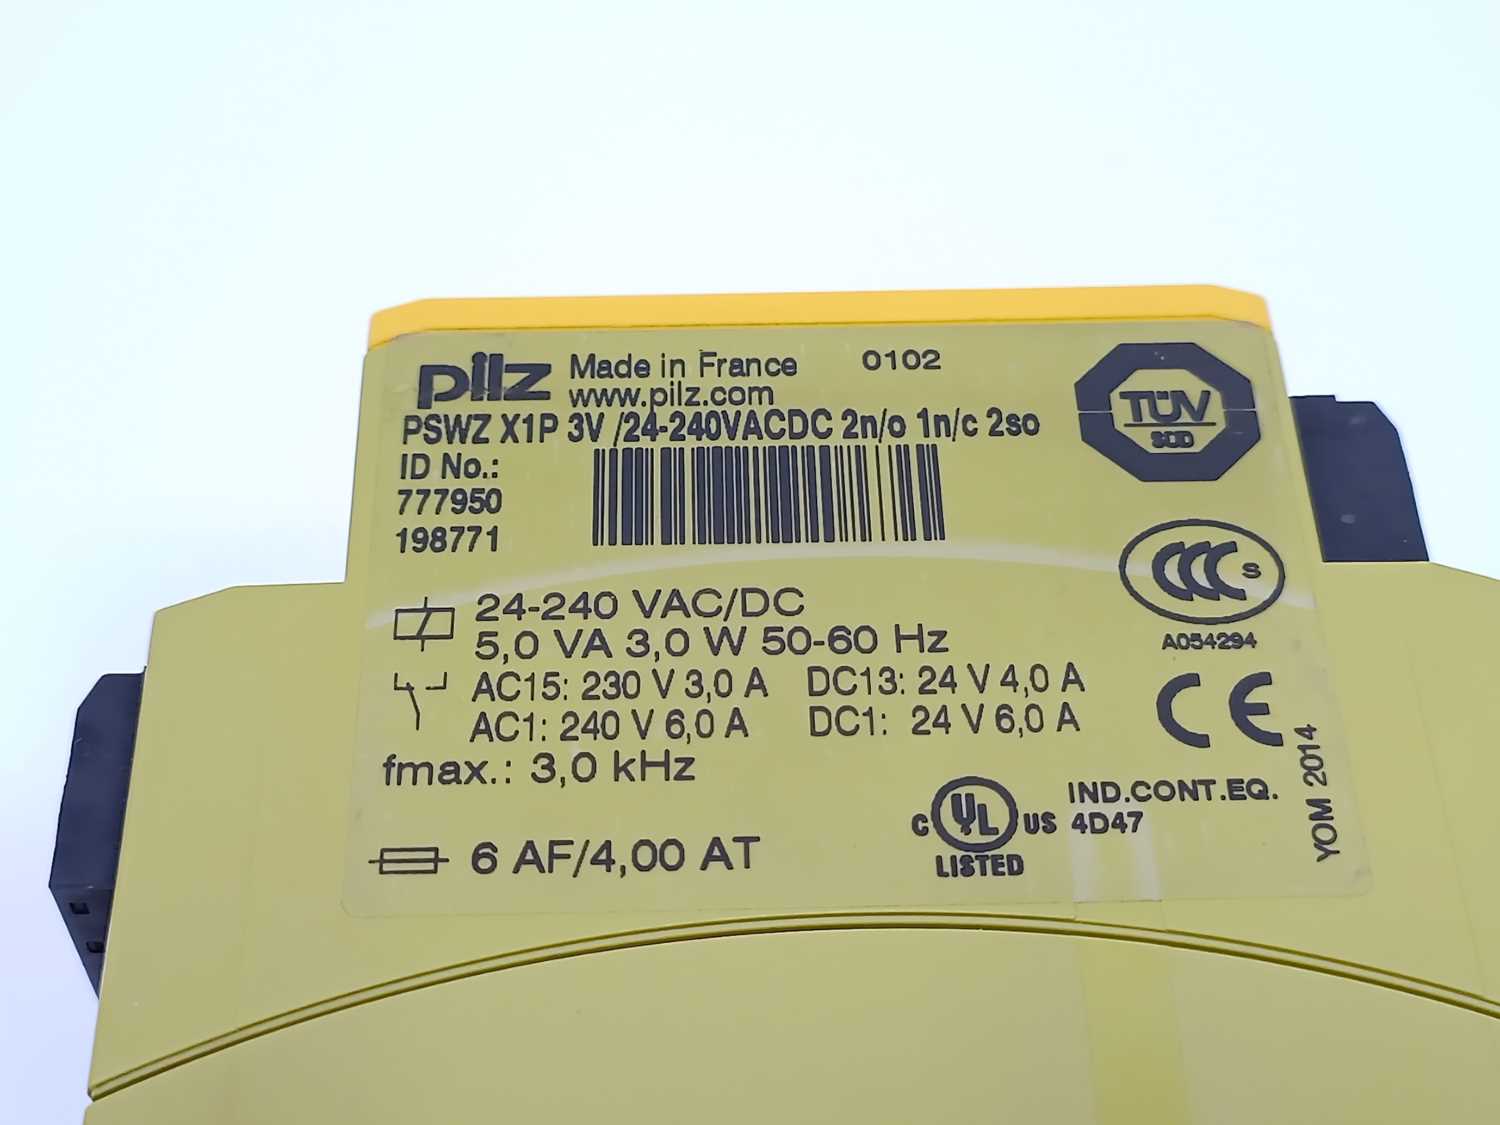 pilz Made in France 0102
www.pilz.com
PSWZ X1P 3V /24-240VACDC 2n/o 1n/c 2so
ID No.:
777950
198771
TÜV
SÜD
CCC S
A054294
24-240 VAC/DC
5,0 VA 3,0 W 50-60 Hz
AC15: 230 V 3,0 A DC13: 24 V 4,0 A
AC1: 240 V 6,0 A DC1: 24 V 6,0 A
fmax.: 3,0 kHz
CE
YOM 2014
6 AF/4,00 AT
C UL US
LISTED
IND.CONT.EQ.
4D47